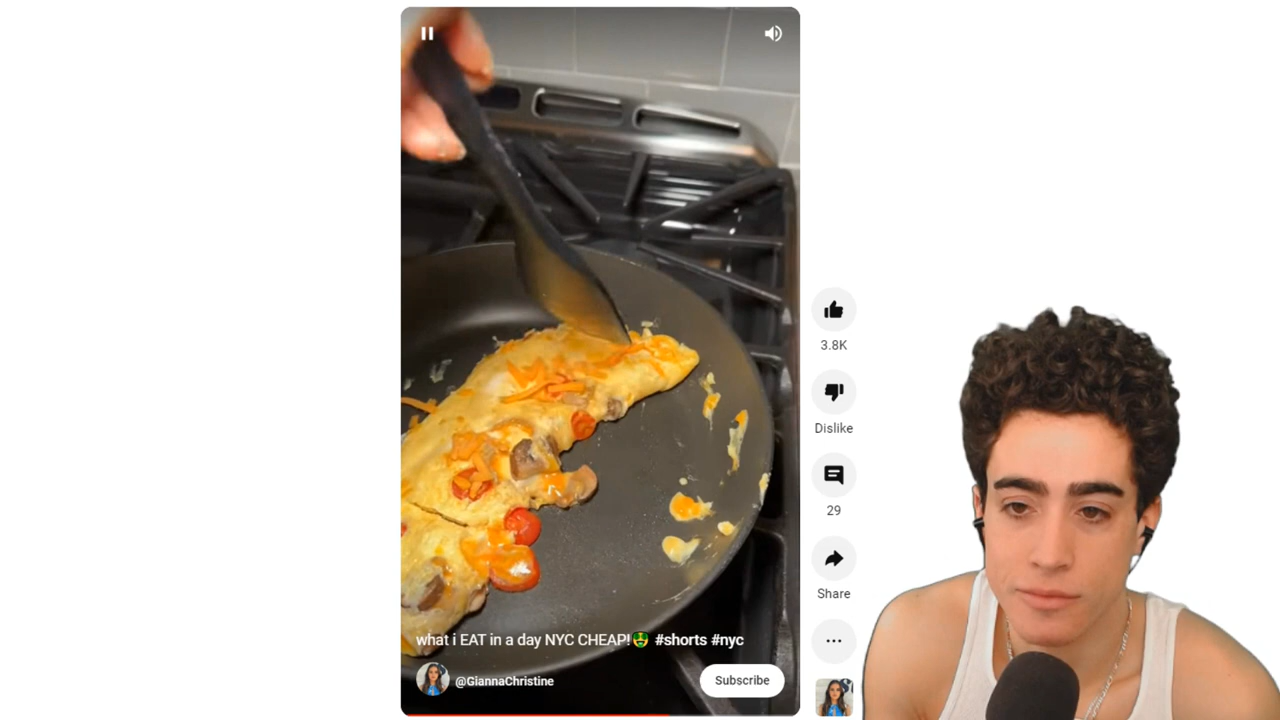 what i EAT in a day NYC CHEAP!🤑 #shorts #nyc
@GiannaChristine
Subscribe
3.8K
Dislike
29
Share